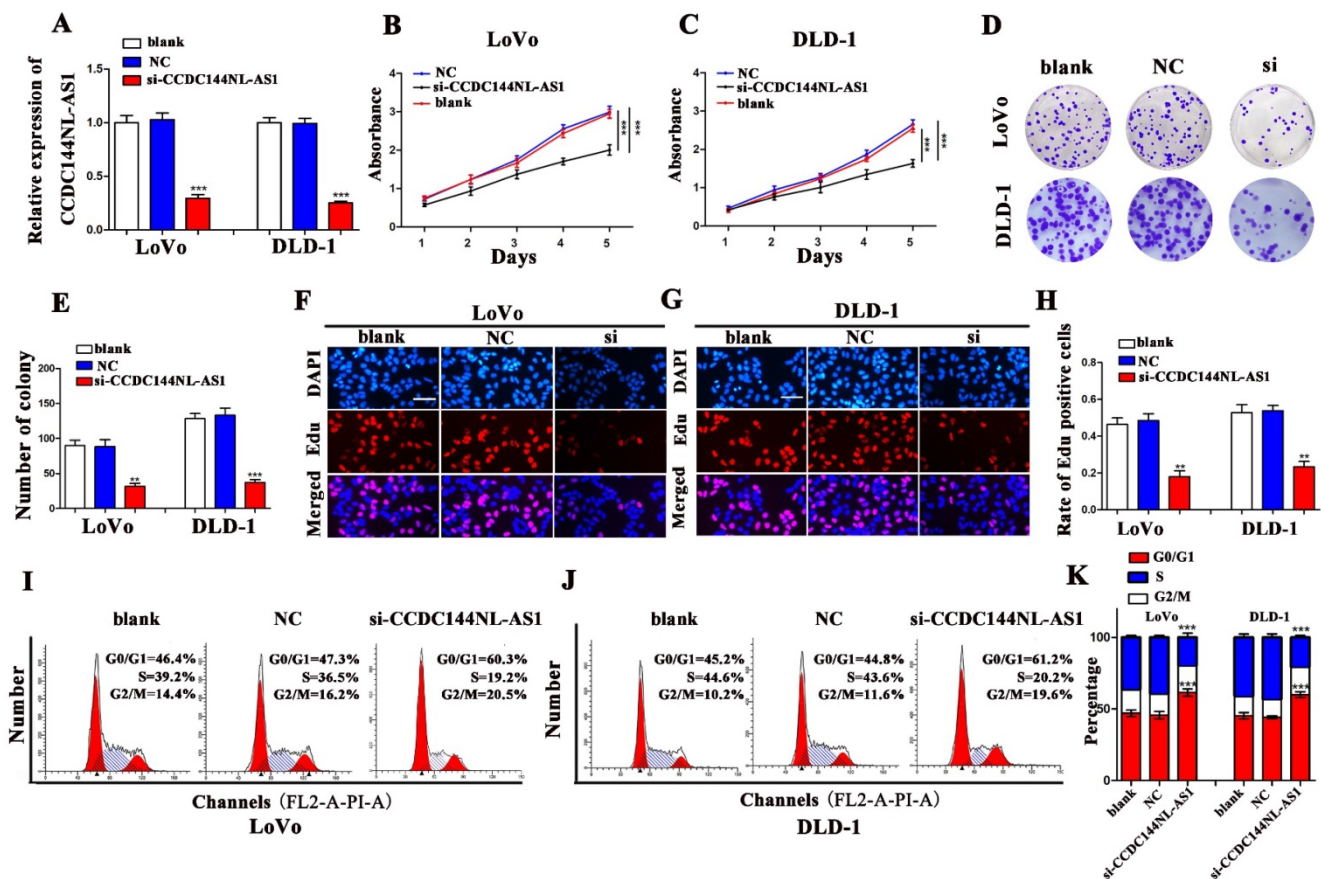 A
blank
NC
si-CCDC144NL-AS1
Relative expression of
CCDC144NL-AS1
1.5
1.0
0.5
0.0
***
***
LoVo
DLD-1
B
LoVo
NC
si-CCDC144NL-AS1
blank
Absorbance
4
3
2
1
0
***
***
1 2 3 4 5
Days
C
DLD-1
NC
si-CCDC144NL-AS1
blank
Absorbance
4
3
2
1
0
***
***
1 2 3 4 5
Days
D
blank NC si
LoVo
DLD-1
E
blank
NC
si-CCDC144NL-AS1
Number of colony
200
150
100
50
0
**
***
LoVo
DLD-1
F
LoVo
blank NC si
DAPI
Edu
Merged
G
DLD-1
blank NC si
DAPI
Edu
Merged
H
blank
NC
si-CCDC144NL-AS1
Rate of Edu positive cells
0.8
0.6
0.4
0.2
0.0
**
**
LoVo
DLD-1
I
blank NC si-CCDC144NL-AS1
Number
G0/G1=46.4%
S=39.2%
G2/M=14.4%
G0/G1=47.3%
S=36.5%
G2/M=16.2%
G0/G1=60.3%
S=19.2%
G2/M=20.5%
Channels (FL2-A-PI-A)
LoVo
J
blank NC si-CCDC144NL-AS1
Number
G0/G1=45.2%
S=44.6%
G2/M=10.2%
G0/G1=44.8%
S=43.6%
G2/M=11.6%
G0/G1=61.2%
S=20.2%
G2/M=19.6%
Channels (FL2-A-PI-A)
DLD-1
K
G0/G1
S
G2/M
LoVo
DLD-1
Percentage
100
50
0
***
***
***
***
blank
NC
si-CCDC144NL-AS1
blank
NC
si-CCDC144NL-AS1